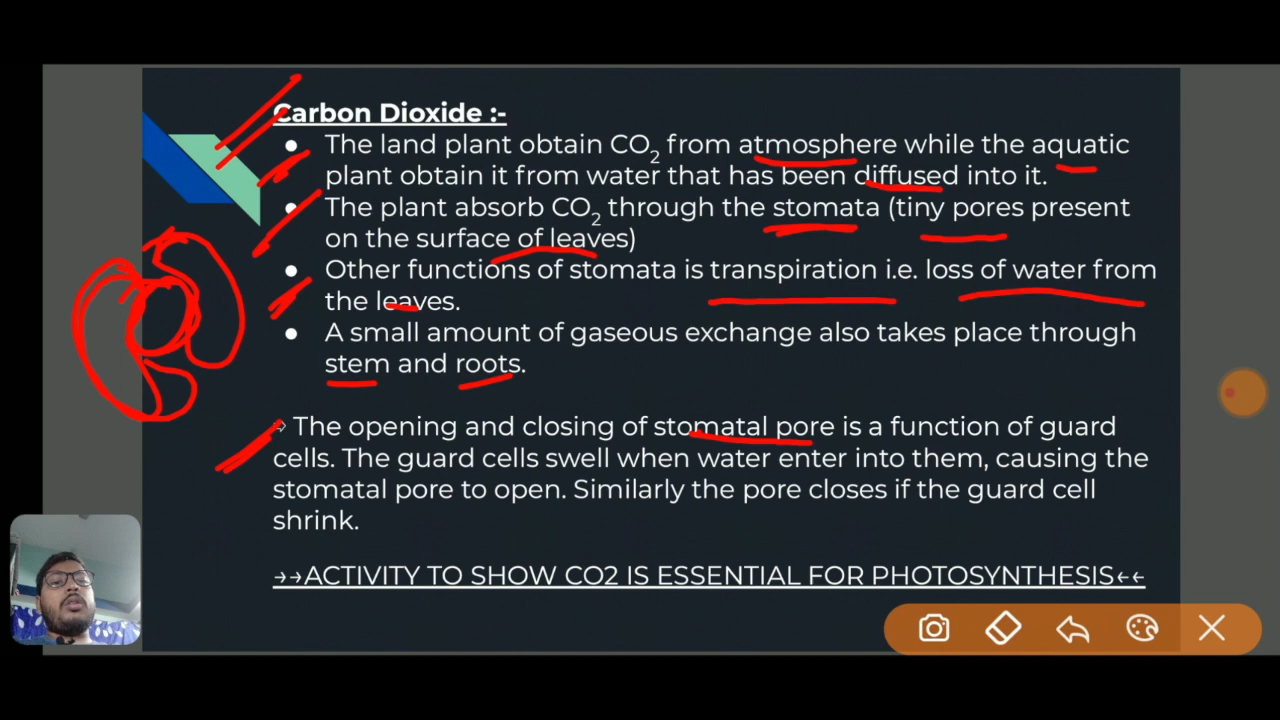 Carbon Dioxide :-
● The land plant obtain CO₂ from atmosphere while the aquatic
plant obtain it from water that has been diffused into it.
● The plant absorb CO₂ through the stomata (tiny pores present
on the surface of leaves)
● Other functions of stomata is transpiration i.e. loss of water from
the leaves.
● A small amount of gaseous exchange also takes place through
stem and roots.
→ The opening and closing of stomatal pore is a function of guard
cells. The guard cells swell when water enter into them, causing the
stomatal pore to open. Similarly the pore closes if the guard cell
shrink.
→→ACTIVITY TO SHOW CO2 IS ESSENTIAL FOR PHOTOSYNTHESIS←←